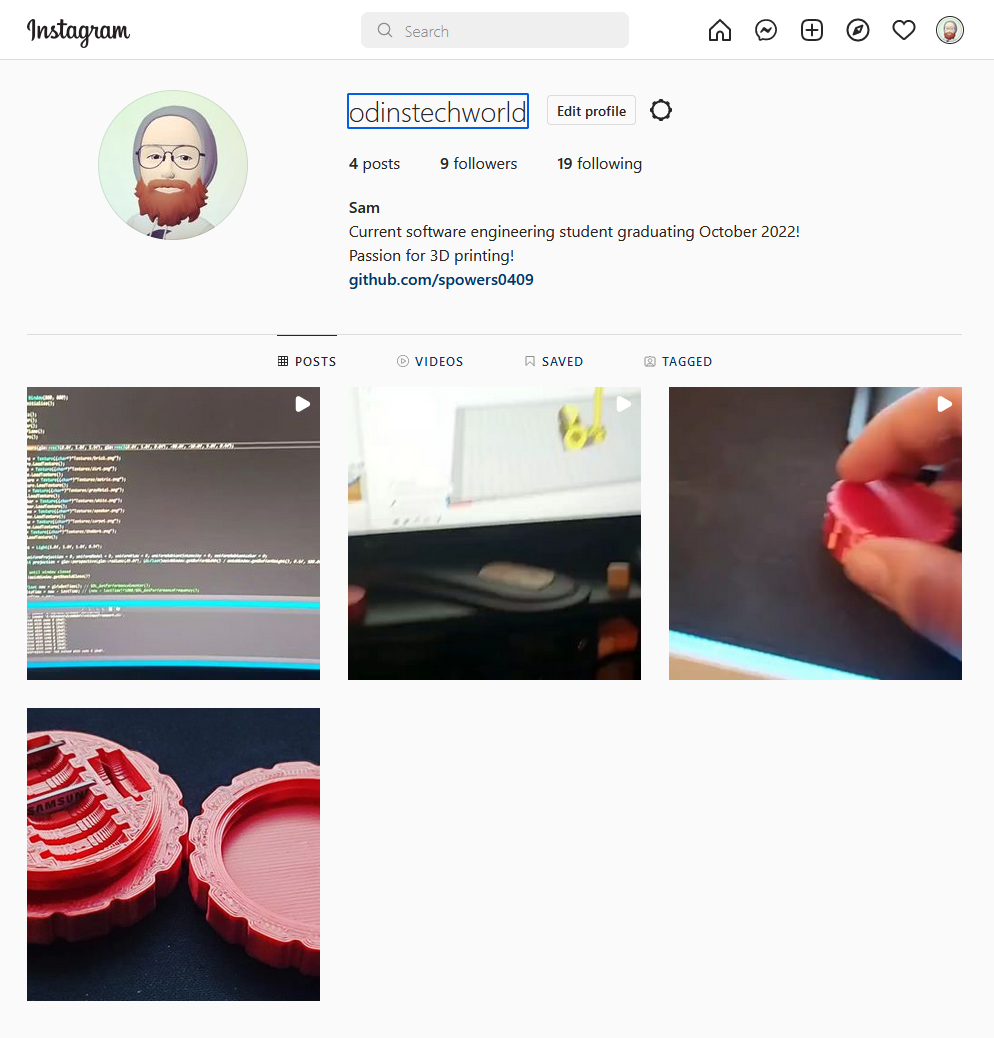 Instagram
Search
odinstechworld
Edit profile
4 posts
9 followers
19 following
Sam
Current software engineering student graduating October 2022!
Passion for 3D printing!
github.com/spowers0409
POSTS
VIDEOS
SAVED
TAGGED
SAMSUN